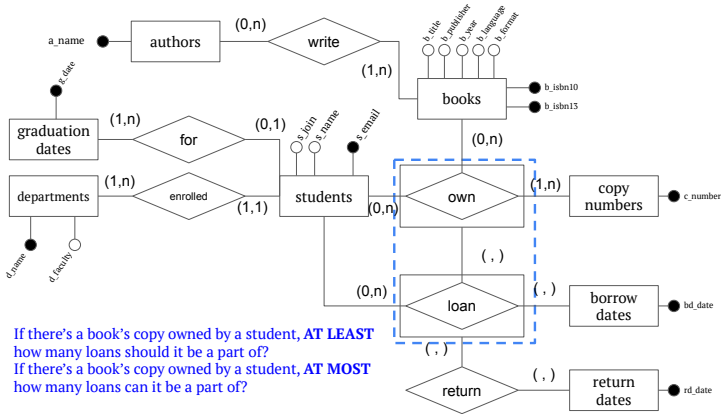 a_name
authors
(0,n)
write
(1,n)
b_title
b_publisher
b_year
b_language
b_format
books
b_isbn10
b_isbn13
(0,n)
g_date
graduation
dates
(1,n)
for
(0,1)
s_join
s_name
s_email
departments
(1,n)
enrolled
(1,1)
students
(0,n)
own
(1,n)
copy
numbers
c_number
d_name
d_faculty
( , )
(0,n)
loan
( , )
borrow
dates
bd_date
( , )
return
( , )
return
dates
rd_date
If there's a book's copy owned by a student, AT LEAST
how many loans should it be a part of?
If there's a book's copy owned by a student, AT MOST
how many loans can it be a part of?